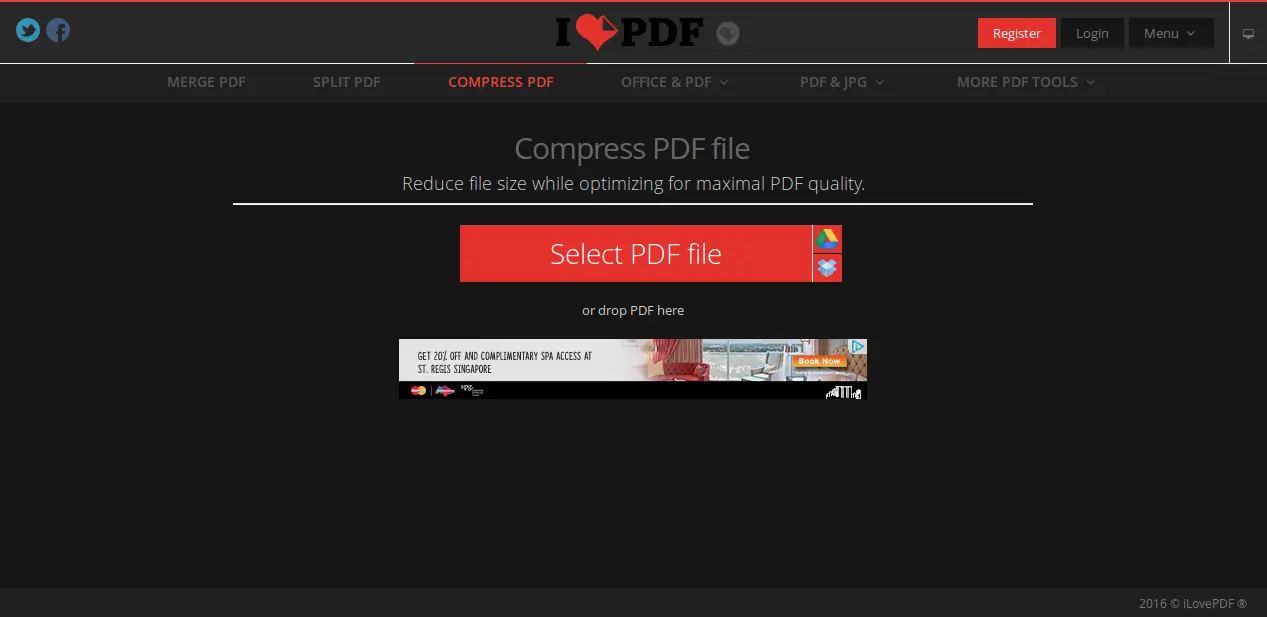 I PDF
Register
Login
Menu
MERGE PDF
SPLIT PDF
COMPRESS PDF
OFFICE & PDF
PDF & JPG
MORE PDF TOOLS
Compress PDF file
Reduce file size while optimizing for maximal PDF quality.
Select PDF file
or drop PDF here
GET 20% OFF AND COMPLIMENTARY SPA ACCESS AT
ST. REGIS SINGAPORE
Book Now
spg
2016 © iLovePDF ®